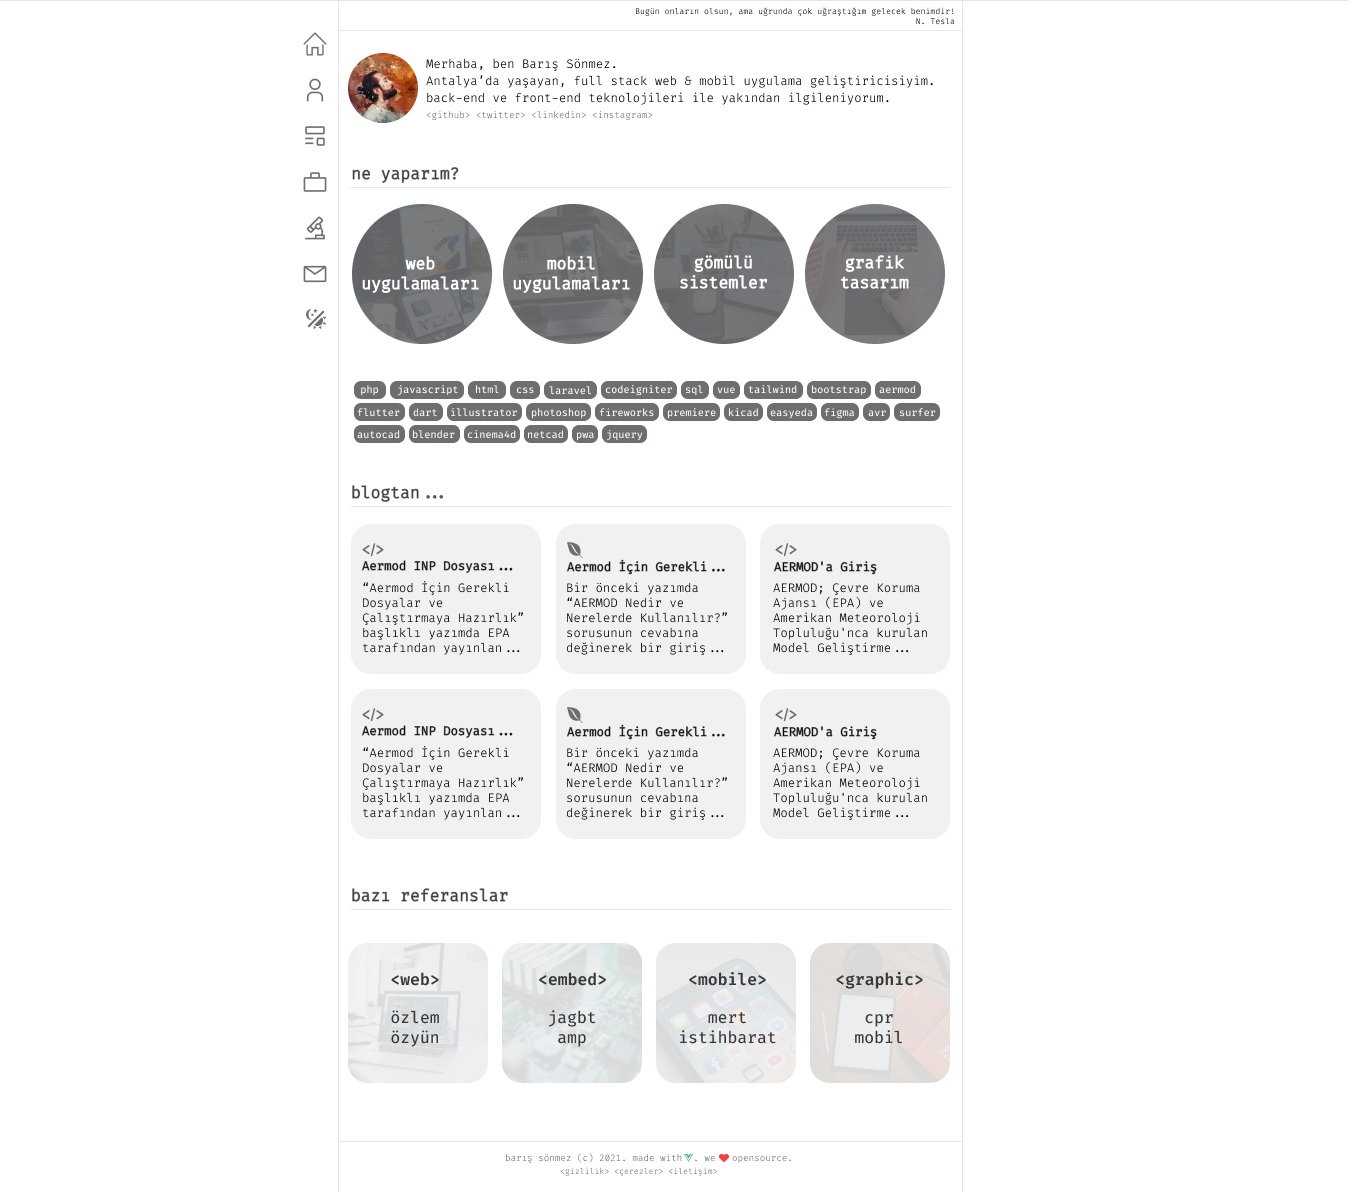 Bugün onların olsun, ama uğrunda çok uğraştığım gelecek benimdir!
N. Tesla
Merhaba, ben Barış Sönmez.
Antalya’da yaşayan, full stack web & mobil uygulama geliştiricisiyim.
back-end ve front-end teknolojileri ile yakından ilgileniyorum.
<github> <twitter> <linkedin> <instagram>
ne yaparım?
web
uygulamaları
mobil
uygulamaları
gömülü
sistemler
grafik
tasarım
php javascript html css laravel codeigniter sql vue tailwind bootstrap aermod
flutter dart illustrator photoshop fireworks premiere kicad easyeda figma avr surfer
autocad blender cinema4d netcad pwa jquery
blogtan...
</>
Aermod INP Dosyası...
“Aermod İçin Gerekli
Dosyalar ve
Çalıştırmaya Hazırlık”
başlıklı yazımda EPA
tarafından yayınlan...
Aermod İçin Gerekli...
Bir önceki yazımda
“AERMOD Nedir ve
Nerelerde Kullanılır?”
sorusunun cevabına
değinerek bir giriş...
</>
AERMOD'a Giriş
AERMOD; Çevre Koruma
Ajansı (EPA) ve
Amerikan Meteoroloji
Topluluğu'nca kurulan
Model Geliştirme...
</>
Aermod INP Dosyası...
“Aermod İçin Gerekli
Dosyalar ve
Çalıştırmaya Hazırlık”
başlıklı yazımda EPA
tarafından yayınlan...
Aermod İçin Gerekli...
Bir önceki yazımda
“AERMOD Nedir ve
Nerelerde Kullanılır?”
sorusunun cevabına
değinerek bir giriş...
</>
AERMOD'a Giriş
AERMOD; Çevre Koruma
Ajansı (EPA) ve
Amerikan Meteoroloji
Topluluğu'nca kurulan
Model Geliştirme...
bazı referanslar
<web>
özlem
özyün
<embed>
jagbt
amp
<mobile>
mert
istihbarat
<graphic>
cpr
mobil
barış sönmez (c) 2021. made with . we ❤ opensource.
<gizlilik> <çerezler> <iletişim>